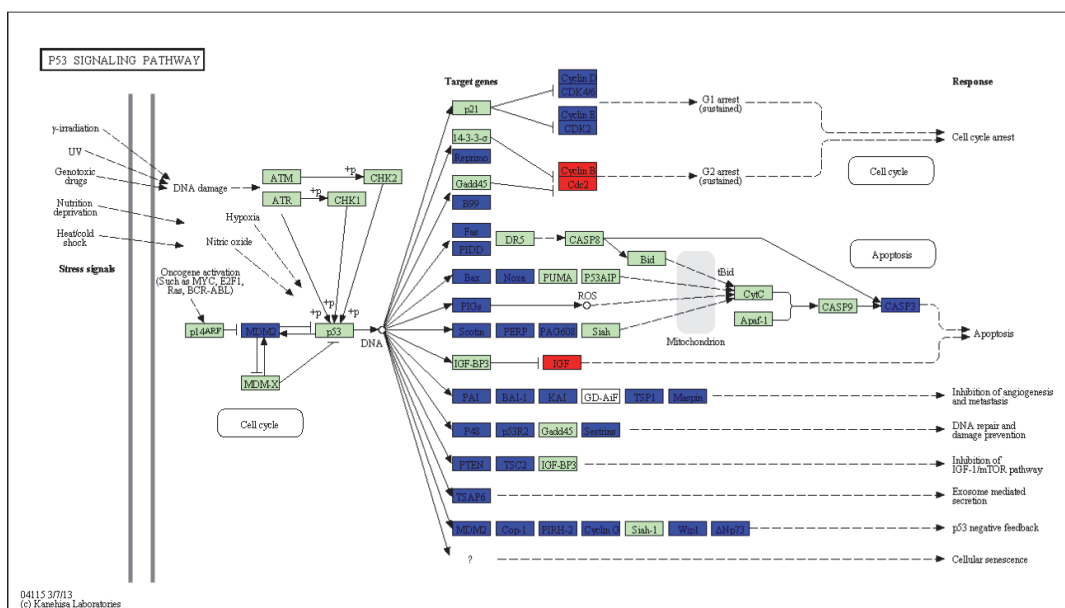 P53 SIGNALING PATHWAY
Target genes
Response
γ-irradiation
UV
Genotoxic
drugs
Nutrition
deprivation
Heat/cold
shock
Stress signals
DNA damage
Hypoxia
Nitric oxide
Oncogene activation
(Such as MYC, E2F1,
Ras, BCR-ABL)
ATM
+p
CHK2
ATR
+p
CHK1
+p
+p
+p
+p
p14ARF
MDM2
p53
DNA
MDM-X
Cell cycle
p21
Cyclin D
CDK4/6
Cyclin E
CDK2
G1 arrest
(sustained)
14-3-3-σ
Reprimo
Gadd45
B99
Cyclin B
Cdc2
G2 arrest
(sustained)
Cell cycle arrest
Cell cycle
Fas
PIDD
DR5
CASP8
Bid
tBid
Apoptosis
Bax
Noxa
PUMA
P53AIP
CytC
PIGs
ROS
CASP9
CASP3
Apaf-1
Scotin
PERP
PAG608
Siah
Mitochondrion
Apoptosis
IGF-BP3
IGF
PAI
BAI-1
KAI
GD-AiF
TSP1
Maspin
Inhibition of angiogenesis
and metastasis
P48
p53R2
Gadd45
Sestrins
DNA repair and
damage prevention
PTEN
TSC2
IGF-BP3
Inhibition of
IGF-1/mTOR pathway
TSAP6
Exosome mediated
secretion
MDM2
Cop-1
PIRH-2
Cyclin G
Siah-1
Wip1
ΔNp73
p53 negative feedback
?
Cellular senescence
04115 3/7/13
(c) Kanehisa Laboratories